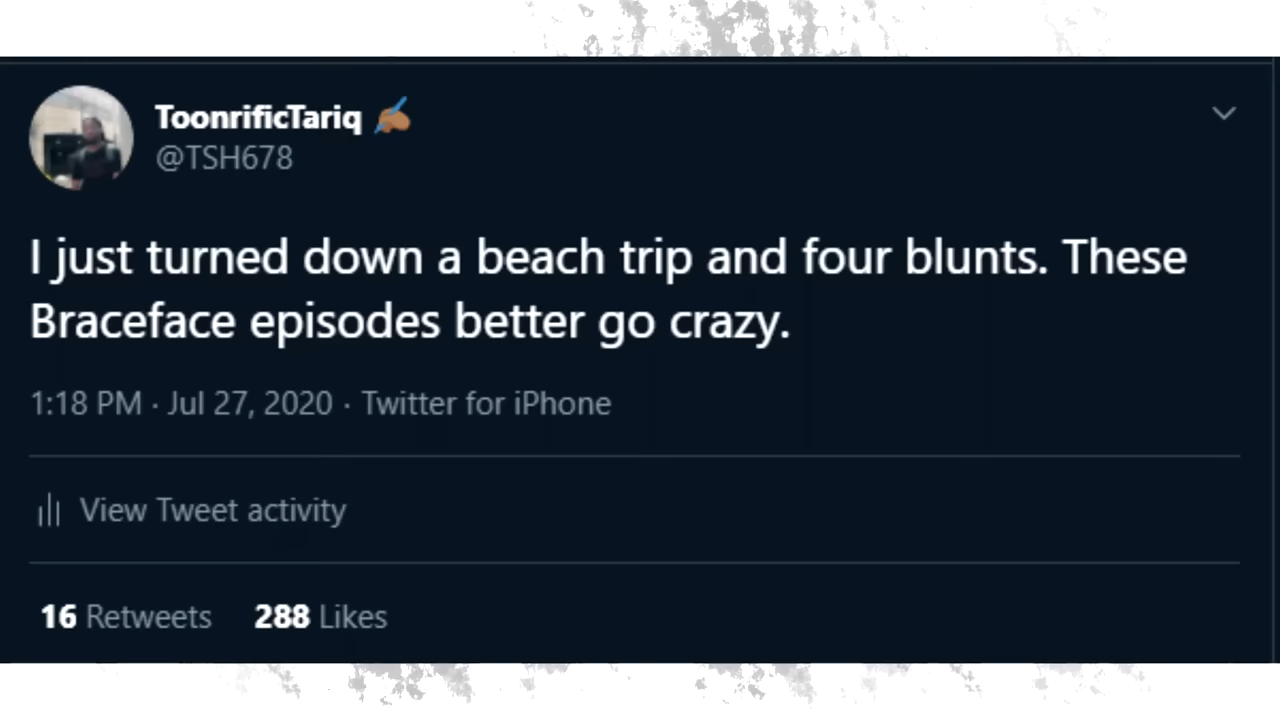 ToonrificTariq ✍🏾
@TSH678
I just turned down a beach trip and four blunts. These
Braceface episodes better go crazy.
1:18 PM · Jul 27, 2020 · Twitter for iPhone
View Tweet activity
16 Retweets 288 Likes